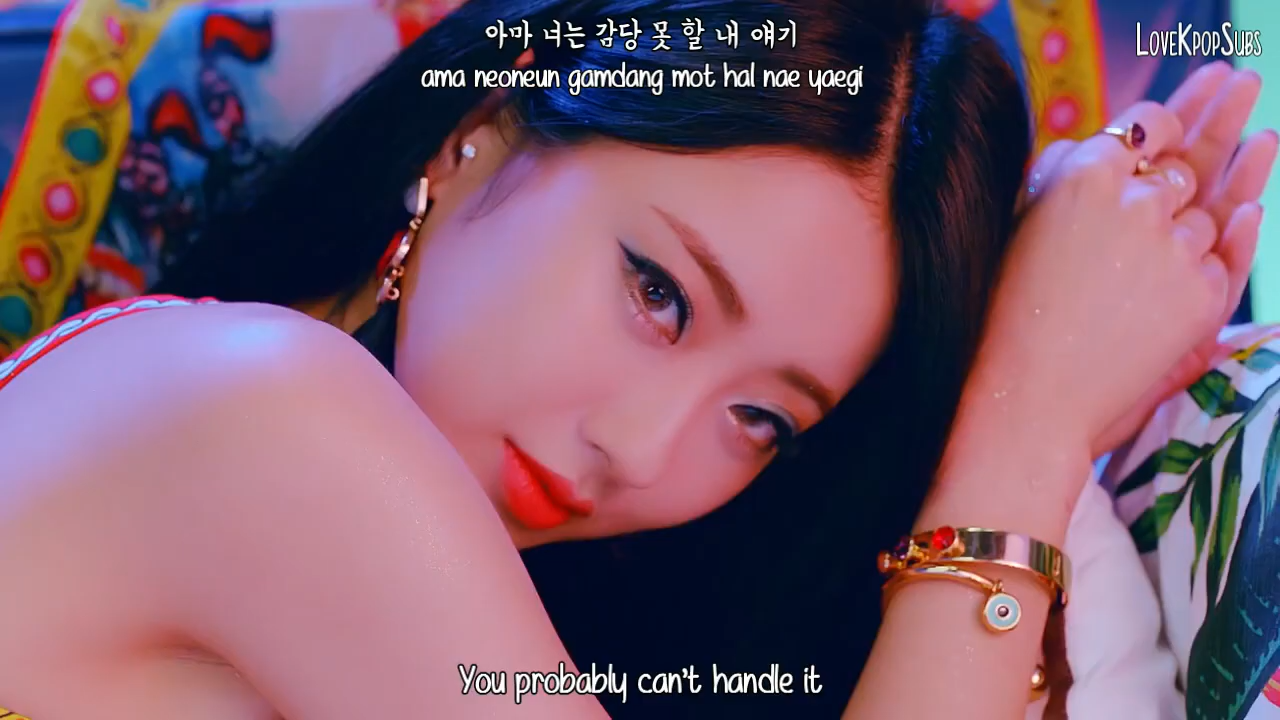 아마 너는 감당 못 할 내 얘기
LoveKpopSubs
ama neoneun gamdang mot hal nae yaegi
You probably can't handle it